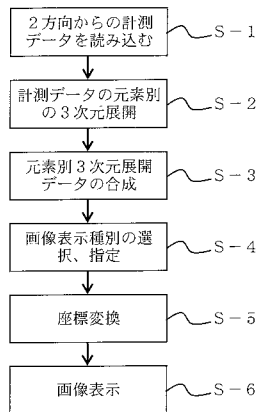 2方向からの計測
データを読み込む
S-1
計測データの元素別
の3次元展開
S-2
元素別3次元展開
データの合成
S-3
画像表示種別の選
択、指定
S-4
座標変換
S-5
画像表示
S-6